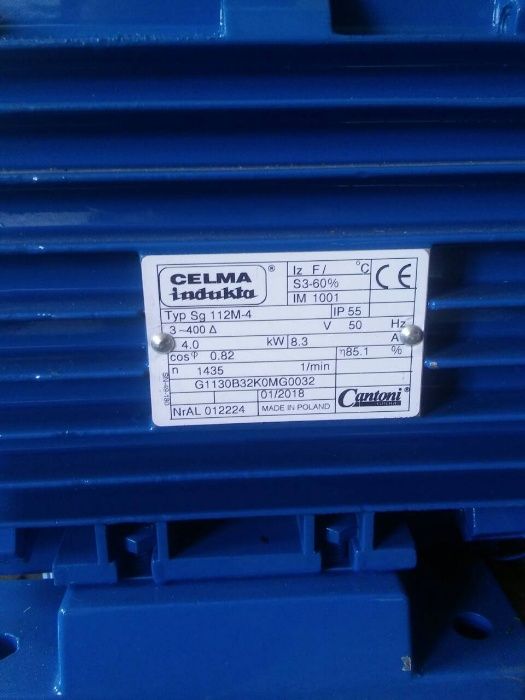 CELMA ® Iz F/ °C
indukta S3-60%
IM 1001 CE
Typ Sg 112M-4 IP 55
3~400 Δ V 50 Hz
4.0 kW 8.3 A
cosφ 0.82 η85.1 %
n 1435 1/min
G1130B32K0MG0032
01/2018
NrAL 012224 MADE IN POLAND Cantoni ®